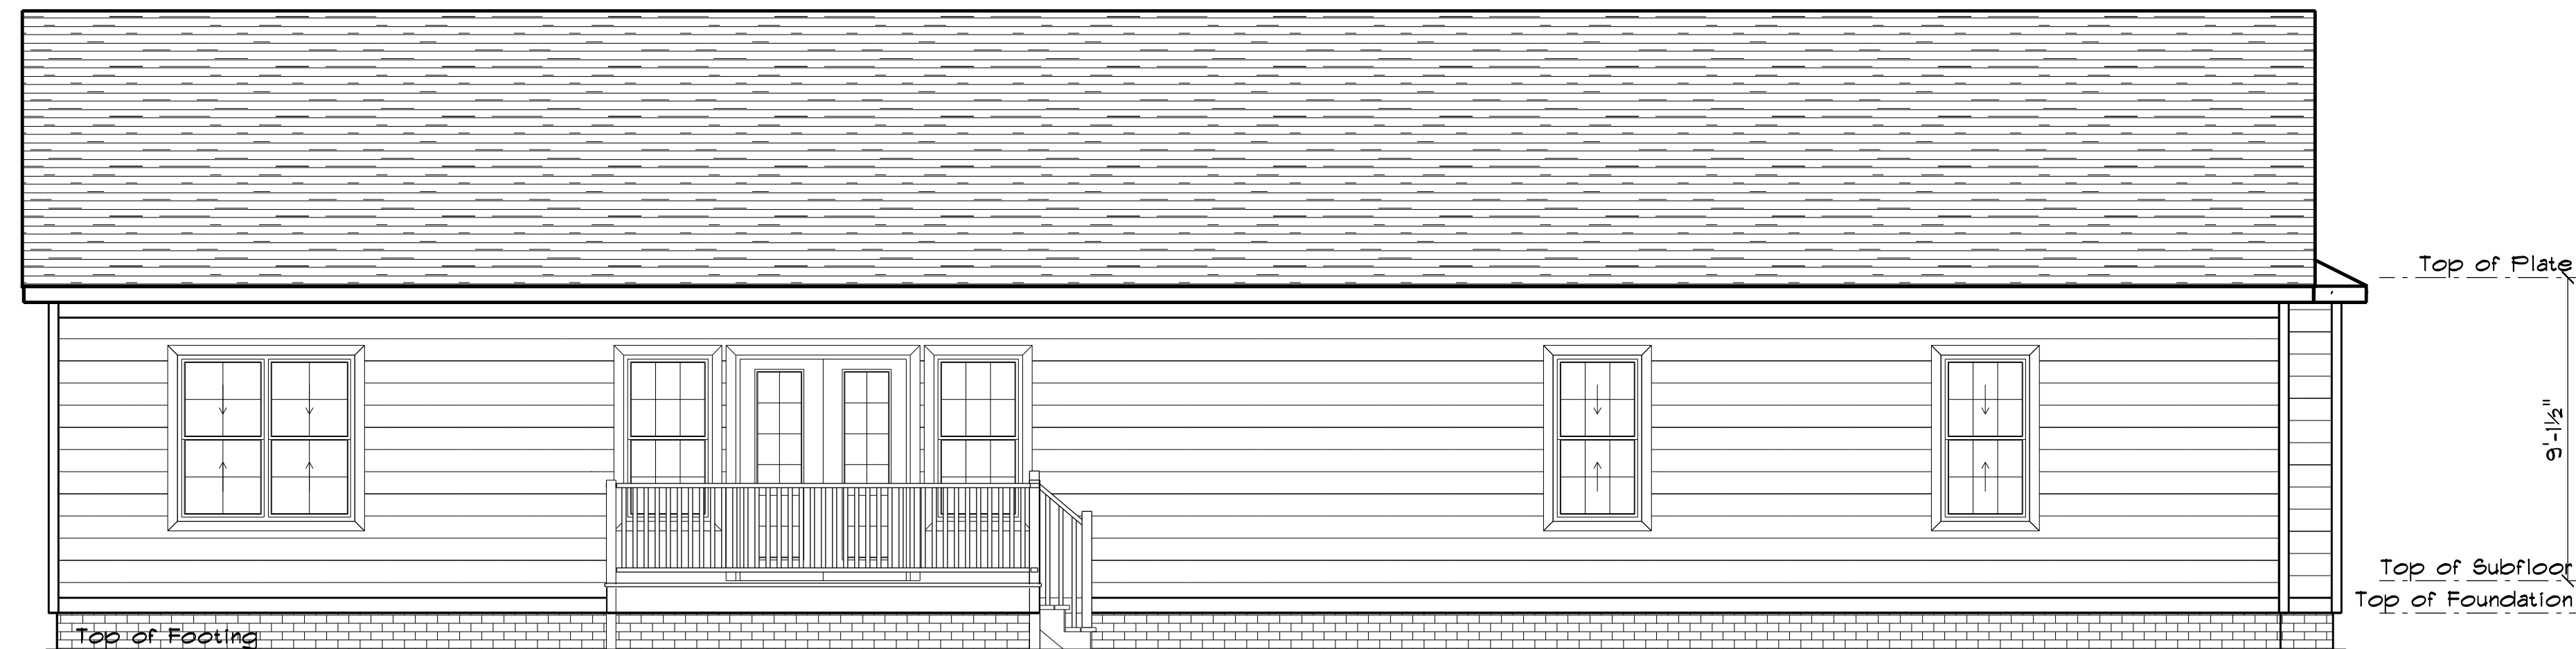 Top of Plate
9'-1½"
Top of Subfloor
Top of Foundation
Top of Footing